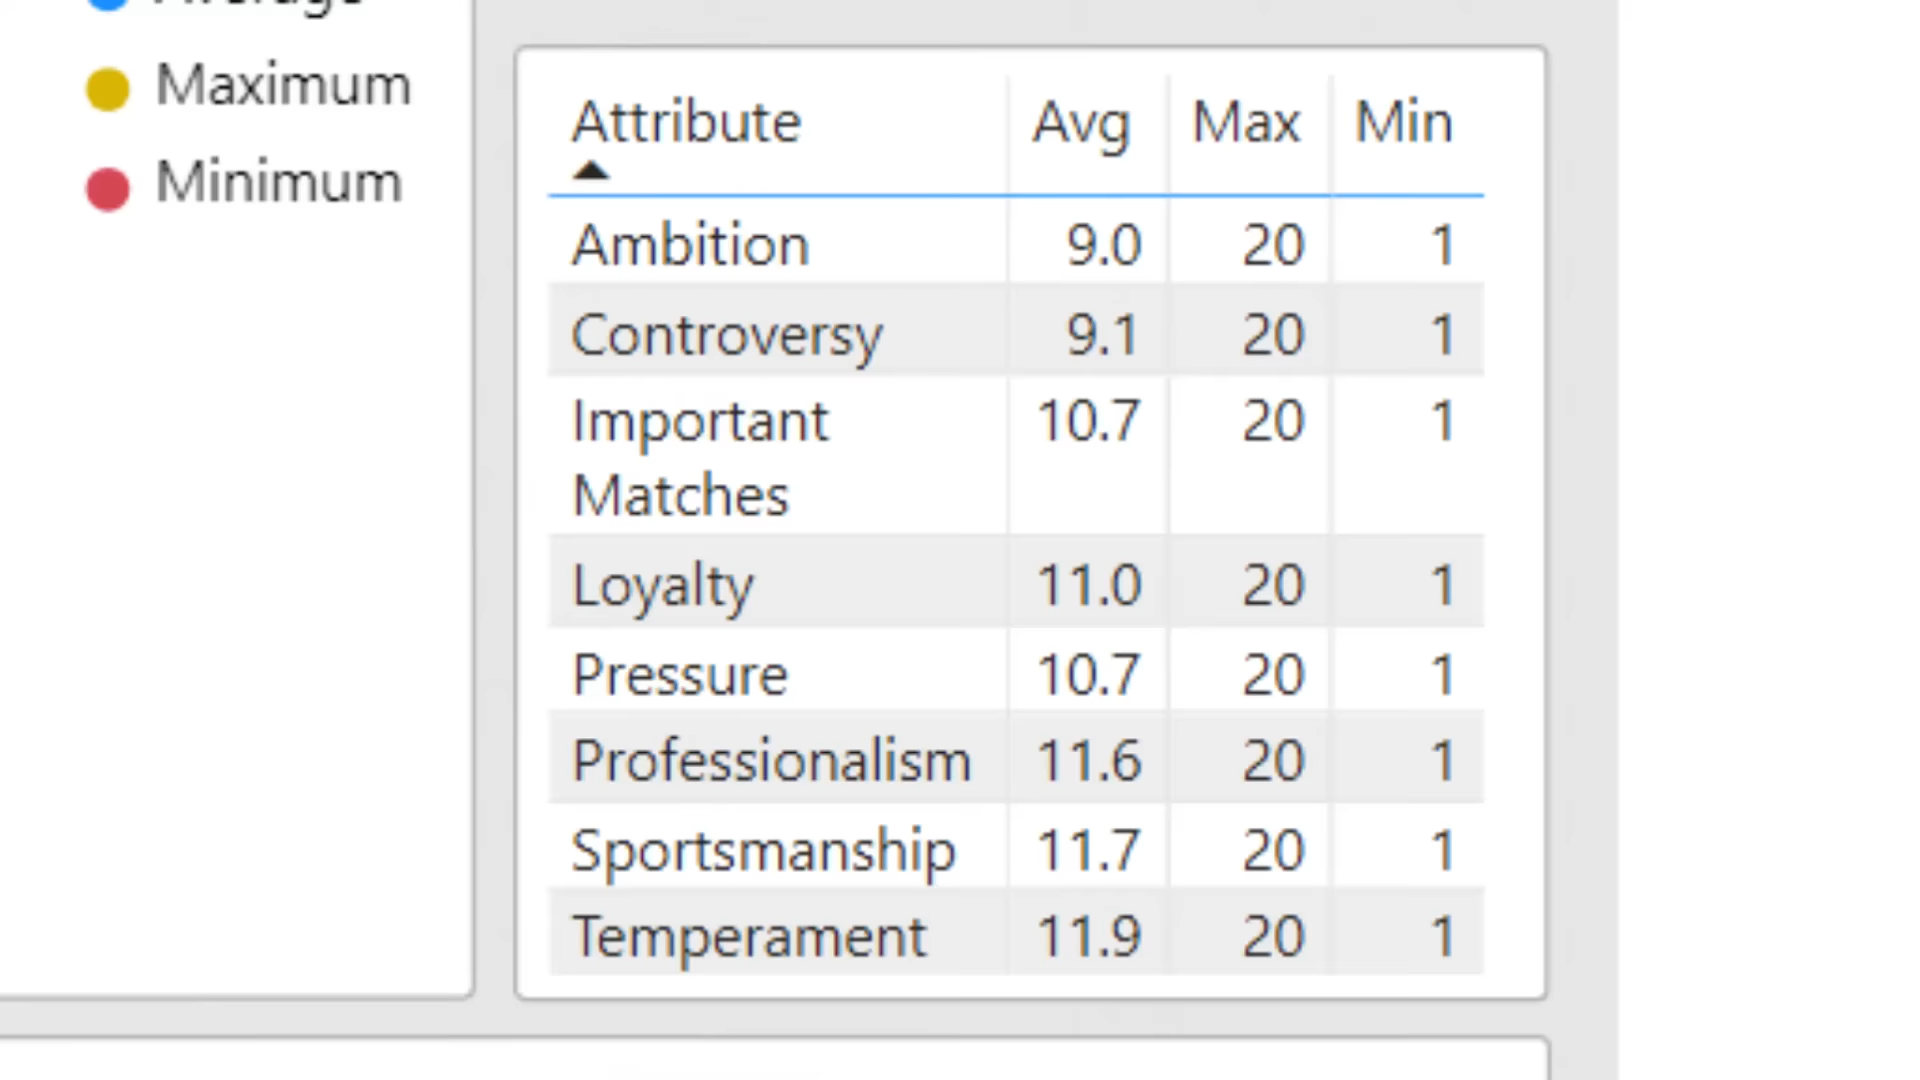 Average
Maximum
Minimum
Attribute Avg Max Min
Ambition 9.0 20 1
Controversy 9.1 20 1
Important 10.7 20 1
Matches
Loyalty 11.0 20 1
Pressure 10.7 20 1
Professionalism 11.6 20 1
Sportsmanship 11.7 20 1
Temperament 11.9 20 1